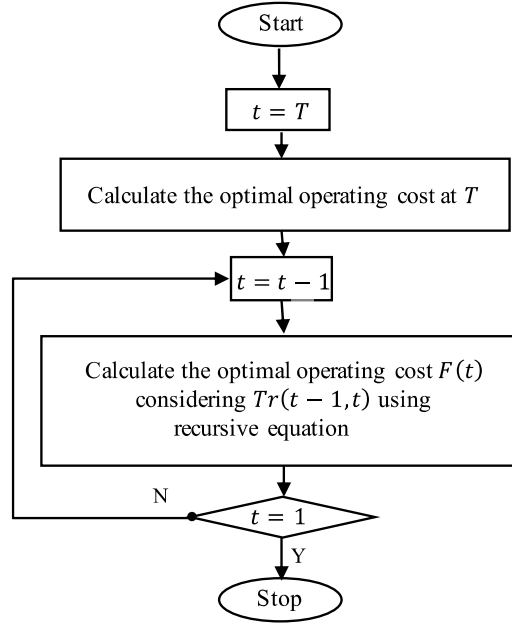 Start
t = T
Calculate the optimal operating cost at T
t = t − 1
Calculate the optimal operating cost F(t)
considering Tr(t − 1, t) using
recursive equation
N
t = 1
Y
Stop